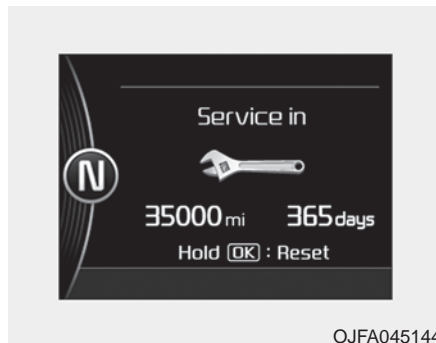 Service in
N
35000 mi 365 days
Hold OK : Reset
OJFA045144